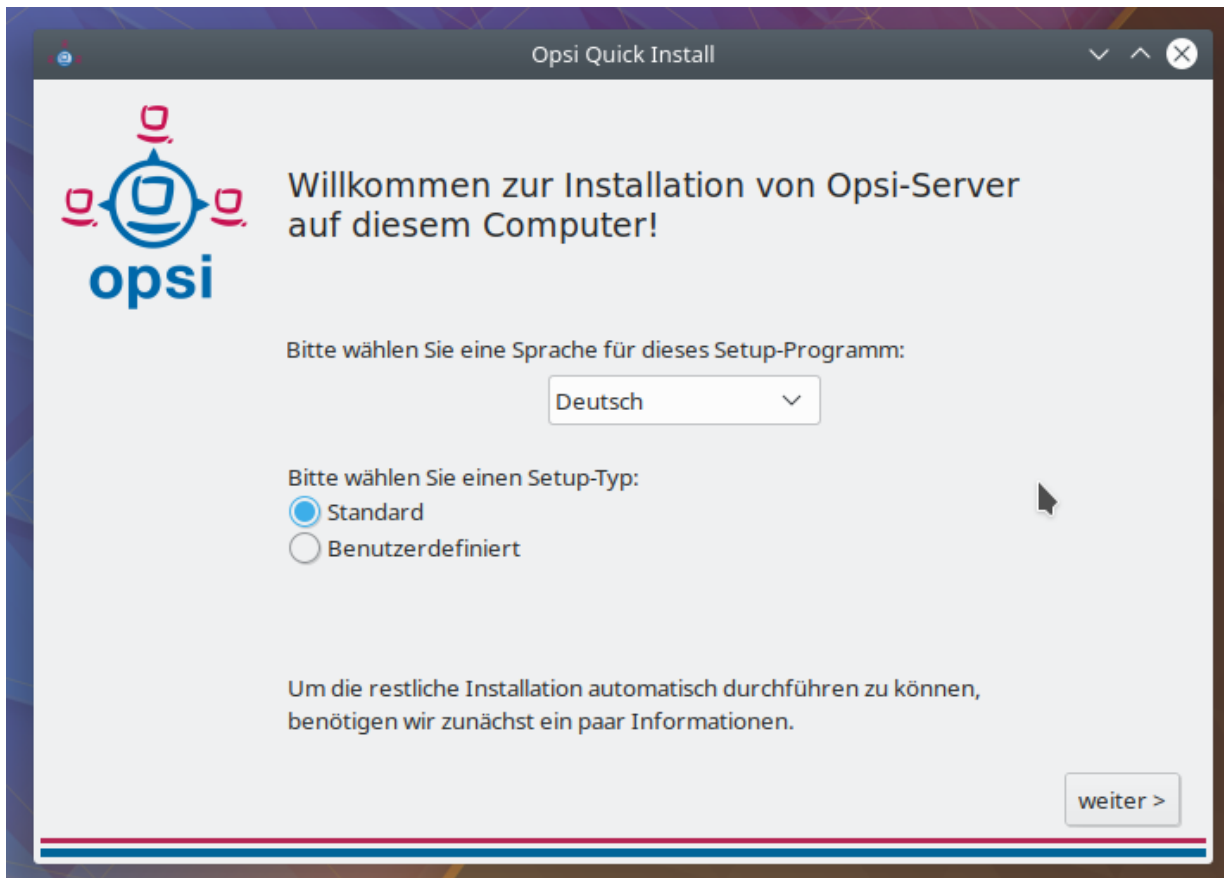 Opsi Quick Install
opsi
Willkommen zur Installation von Opsi-Server
auf diesem Computer!
Bitte wählen Sie eine Sprache für dieses Setup-Programm:
Deutsch
Bitte wählen Sie einen Setup-Typ:
Standard
Benutzerdefiniert
Um die restliche Installation automatisch durchführen zu können,
benötigen wir zunächst ein paar Informationen.
weiter >